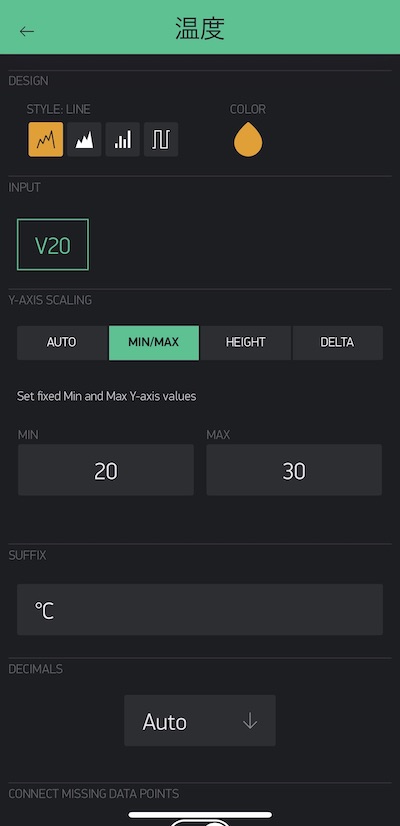 温度
DESIGN
STYLE: LINE
COLOR
INPUT
V20
Y-AXIS SCALING
AUTO MIN/MAX HEIGHT DELTA
Set fixed Min and Max Y-axis values
MIN MAX
20 30
SUFFIX
°C
DECIMALS
Auto
CONNECT MISSING DATA POINTS